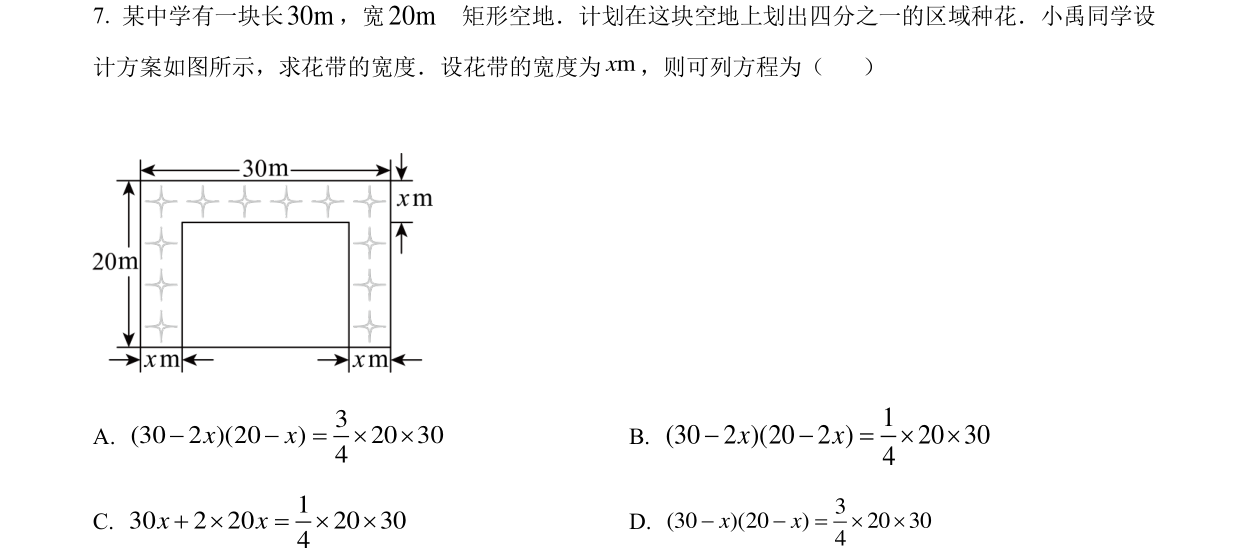 7. 某中学有一块长30m，宽20m 矩形空地．计划在这块空地上划出四分之一的区域种花．小禹同学设
计方案如图所示，求花带的宽度．设花带的宽度为xm，则可列方程为（ ）
30m
xm
20m
xm xm
A. (30−2x)(20−x)=\frac{3}{4}×20×30 B. (30−2x)(20−2x)=\frac{1}{4}×20×30
C. 30x+2×20x=\frac{1}{4}×20×30 D. (30−x)(20−x)=\frac{3}{4}×20×30